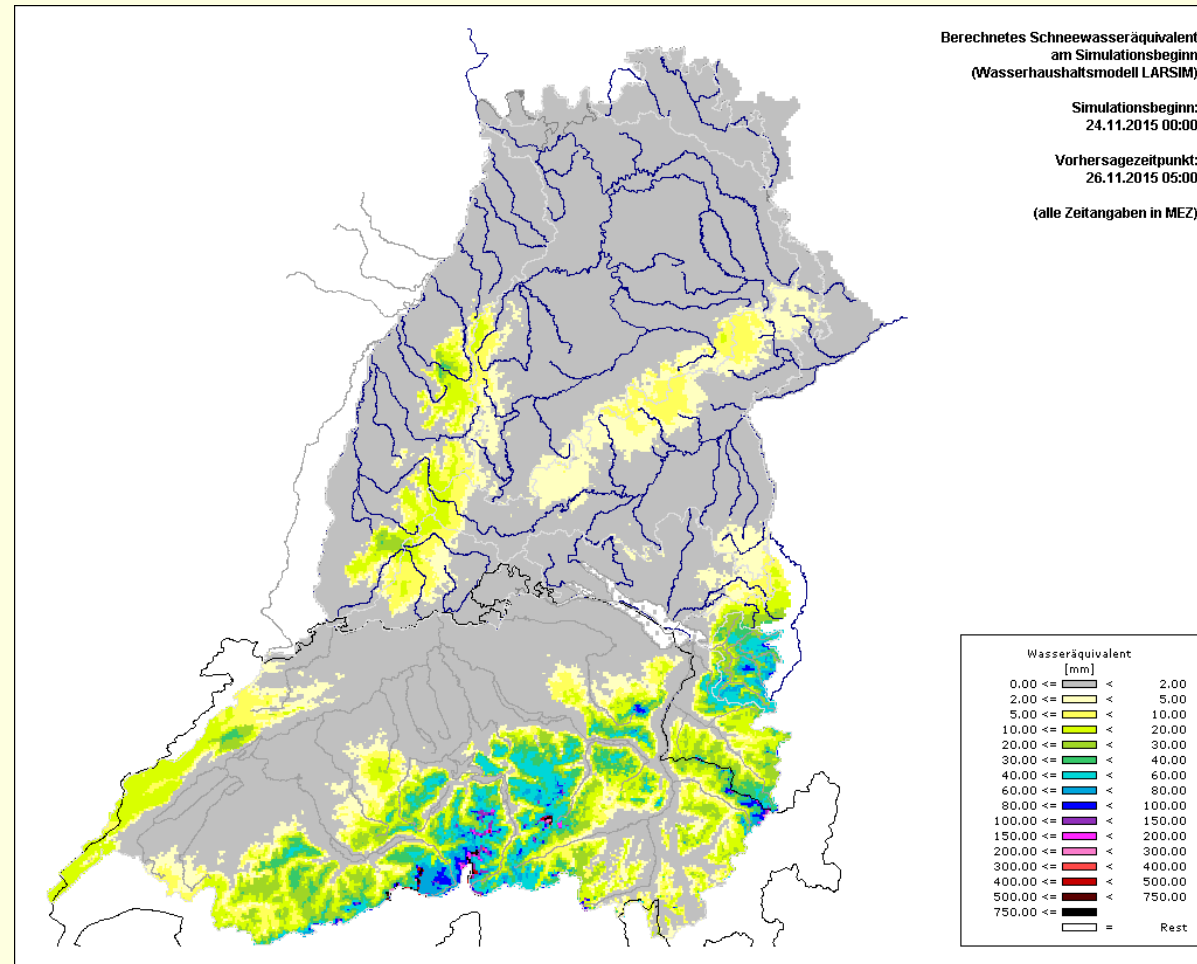 Berechnetes Schneewasseräquivalent
am Simulationsbeginn
(Wasserhaushaltsmodell LARSIM)
Simulationsbeginn:
24.11.2015 00:00
Vorhersagezeitpunkt:
26.11.2015 05:00
(alle Zeitangaben in MEZ)
Wasseräquivalent
[mm]
0.00 <= < 2.00
2.00 <= < 5.00
5.00 <= < 10.00
10.00 <= < 20.00
20.00 <= < 30.00
30.00 <= < 40.00
40.00 <= < 60.00
60.00 <= < 80.00
80.00 <= < 100.00
100.00 <= < 150.00
150.00 <= < 200.00
200.00 <= < 300.00
300.00 <= < 400.00
400.00 <= < 500.00
500.00 <= < 750.00
750.00 <=
= Rest